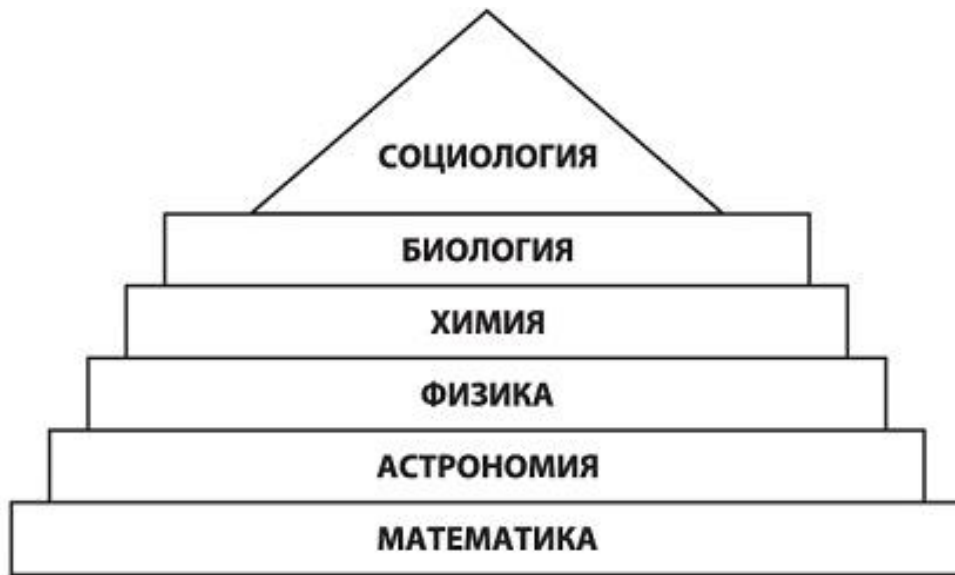 СОЦИОЛОГИЯ
БИОЛОГИЯ
ХИМИЯ
ФИЗИКА
АСТРОНОМИЯ
МАТЕМАТИКА